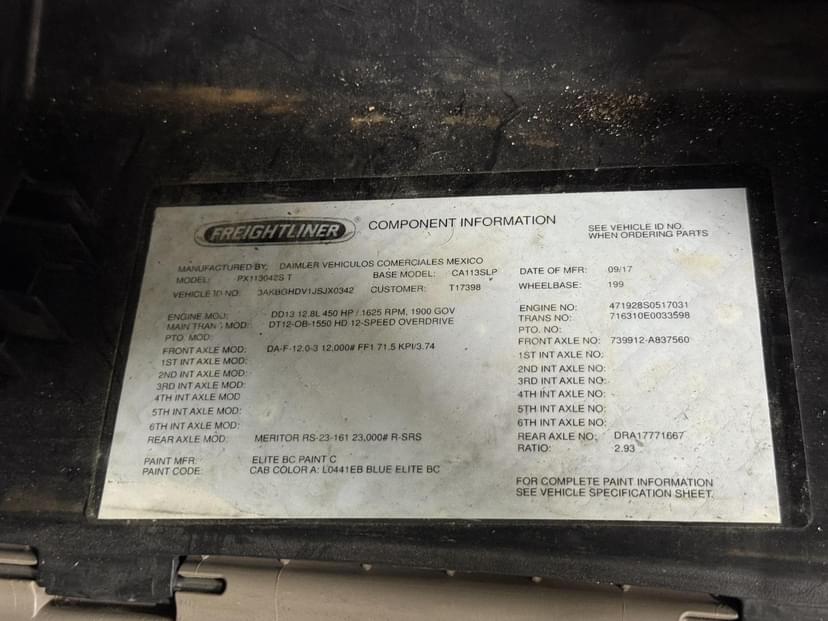 FREIGHTLINER ® COMPONENT INFORMATION
SEE VEHICLE ID NO.
WHEN ORDERING PARTS
MANUFACTURED BY: DAIMLER VEHICULOS COMERCIALES MEXICO
MODEL: PX113042S T BASE MODEL: CA113SLP DATE OF MFR: 09/17
VEHICLE ID NO: 3AKBGHDV1JSJX0342 CUSTOMER: T17398 WHEELBASE: 199
ENGINE MOD: DD13 12.8L 450 HP / 1625 RPM, 1900 GOV ENGINE NO: 471928S0517031
MAIN TRAN MOD: DT12-OB-1550 HD 12-SPEED OVERDRIVE TRANS NO: 716310E0033598
PTO. MOD: PTO. NO:
FRONT AXLE MOD: DA-F-12.0-3 12,000# FF1 71.5 KPI/3.74 FRONT AXLE NO: 739912-A837560
1ST INT AXLE MOD: 1ST INT AXLE NO:
2ND INT AXLE MOD: 2ND INT AXLE NO:
3RD INT AXLE MOD: 3RD INT AXLE NO:
4TH INT AXLE MOD 4TH INT AXLE NO:
5TH INT AXLE MOD: 5TH INT AXLE NO:
6TH INT AXLE MOD: 6TH INT AXLE NO:
REAR AXLE MOD: MERITOR RS-23-161 23,000# R-SRS REAR AXLE NO: DRA17771667
RATIO: 2.93
PAINT MFR: ELITE BC PAINT C
PAINT CODE: CAB COLOR A: L0441EB BLUE ELITE BC
FOR COMPLETE PAINT INFORMATION
SEE VEHICLE SPECIFICATION SHEET.